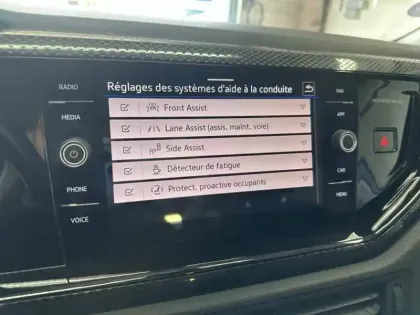 RADIO
MEDIA
PHONE
VOICE
Réglages des systèmes d'aide à la conduite
Front Assist
Lane Assist (assis. maint. voie)
Side Assist
Détecteur de fatigue
Protect. proactive occupants
NAV
APP
CAR
MENU